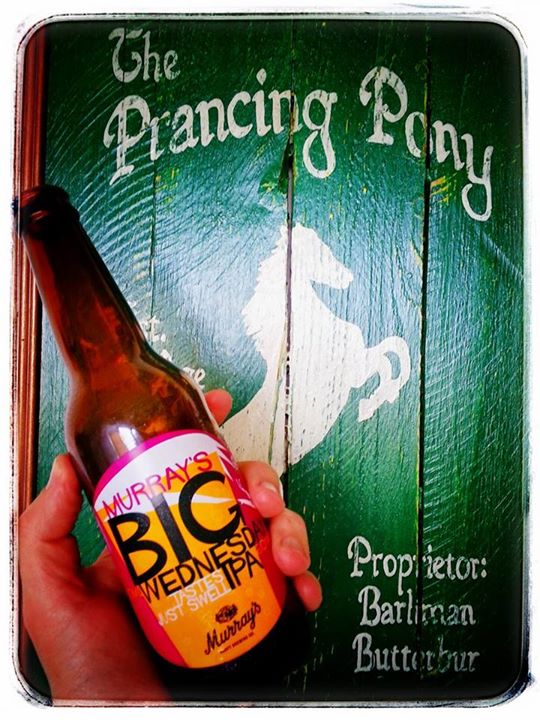 The
Prancing Pony
Proprietor:
Barliman
Butterbur
MURRAY'S
BIG
WEDNESDAY
IPA
TASTES
JUST SWELL
Murray's